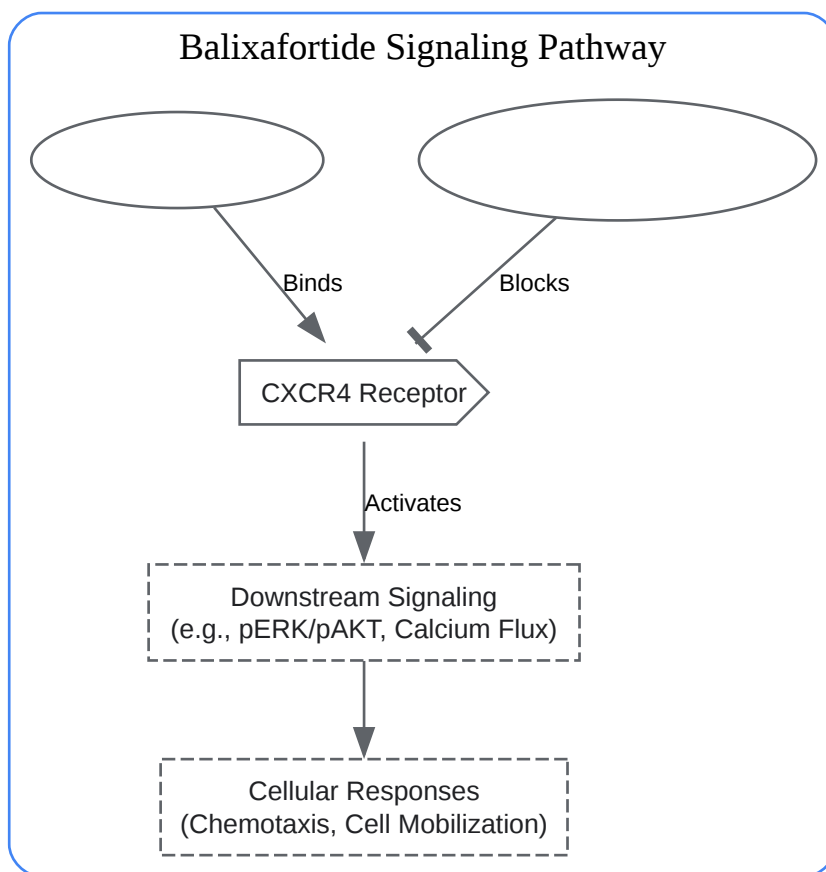 Balixafortide Signaling Pathway
Binds
Blocks
CXCR4 Receptor
Activates
Downstream Signaling
(e.g., pERK/pAKT, Calcium Flux)
Cellular Responses
(Chemotaxis, Cell Mobilization)